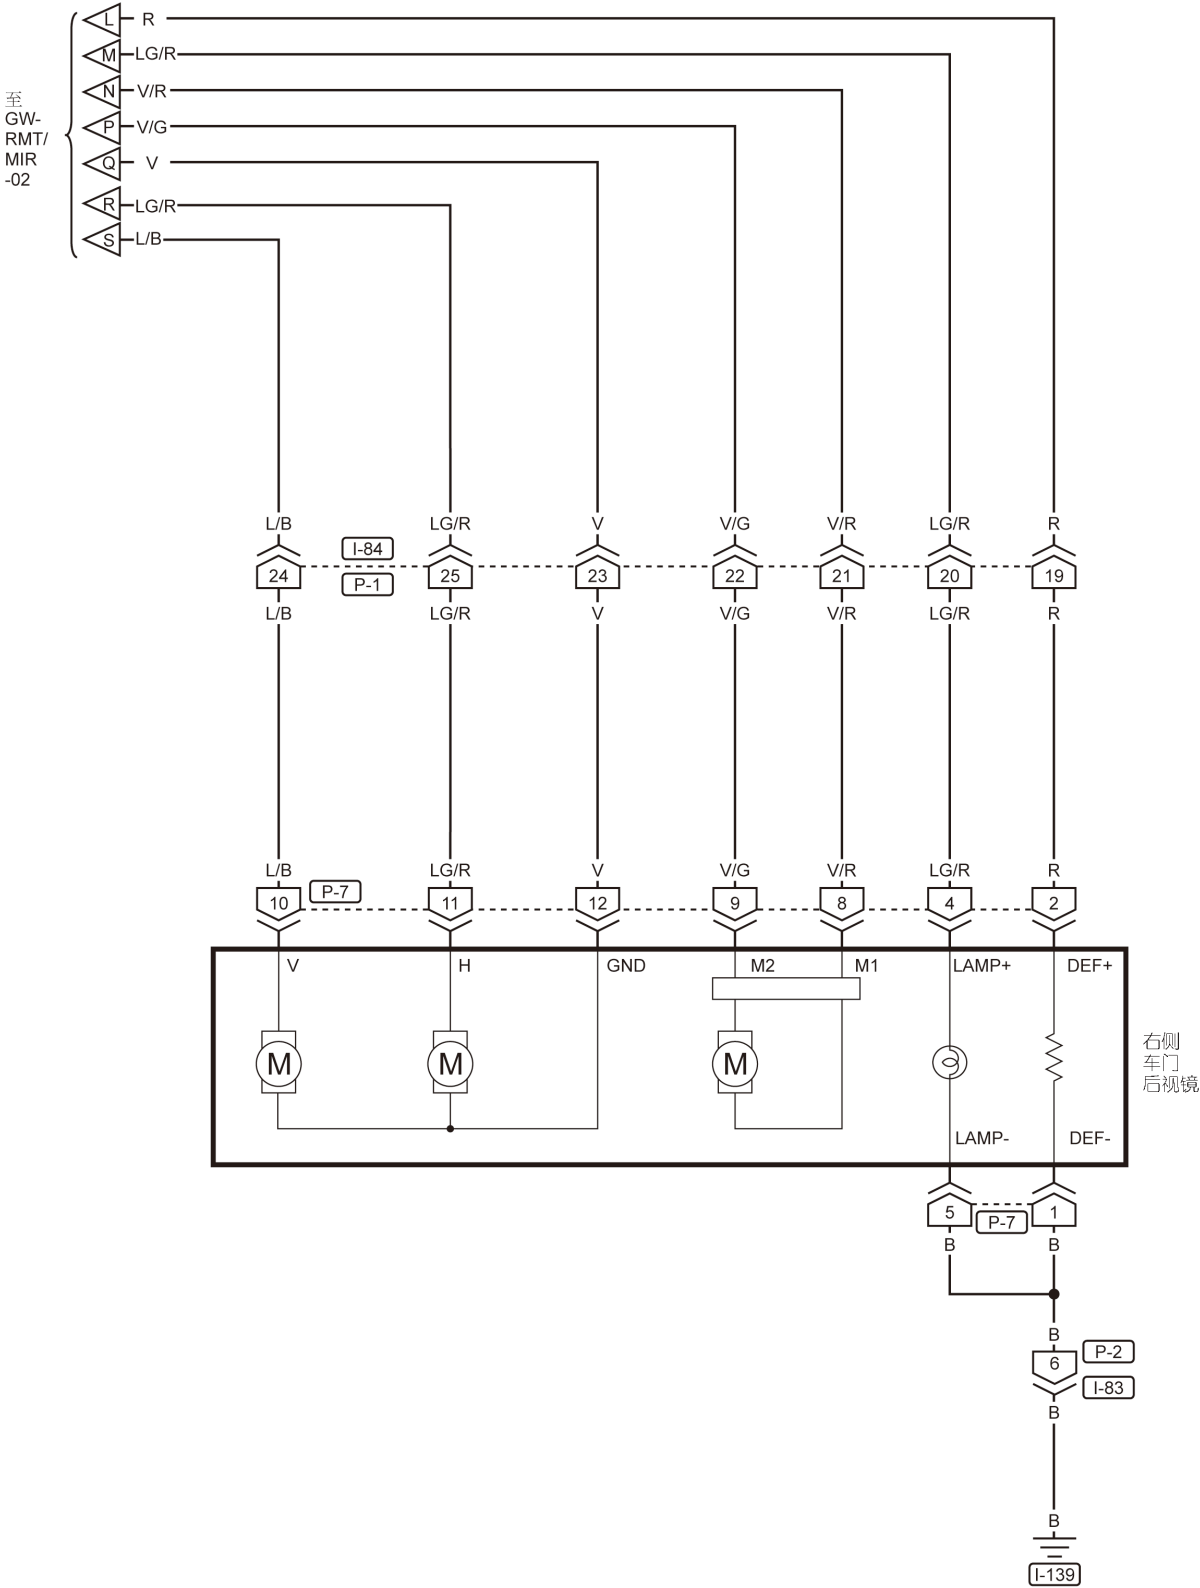 L R
M LG/R
N V/R
P V/G
Q V
R LG/R
S L/B
至
GW-
RMT/
MIR
-02
L/B LG/R V V/G V/R LG/R R
I-84
24 25 23 22 21 20 19
P-1
L/B LG/R V V/G V/R LG/R R
L/B LG/R V V/G V/R LG/R R
P-7
10 11 12 9 8 4 2
V H GND M2 M1 LAMP+ DEF+
M M M
右侧
车门
后视镜
LAMP- DEF-
5 1
P-7
B B
B
P-2
6
I-83
B
B
I-139